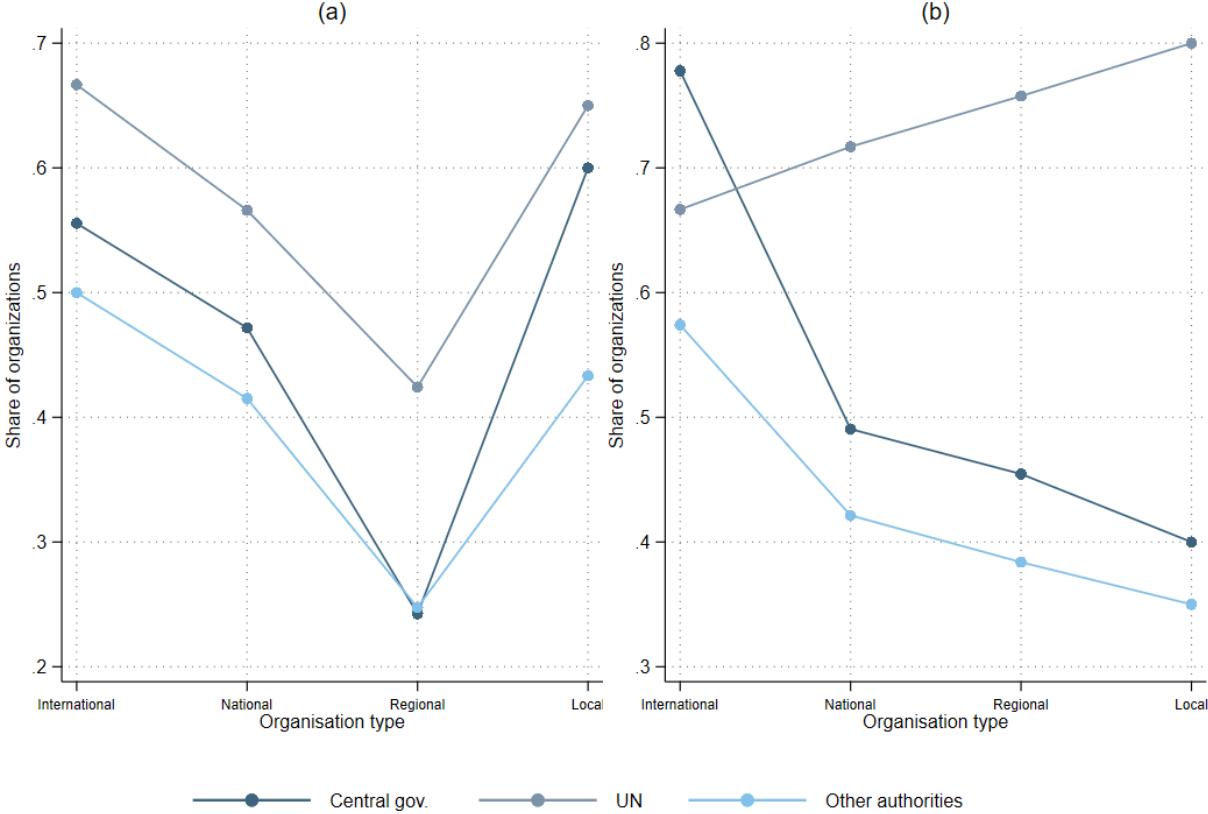 (a)
Share of organizations
.7
.6
.5
.4
.3
.2
International National Regional Local
Organisation type
(b)
Share of organizations
.8
.7
.6
.5
.4
.3
International National Regional Local
Organisation type
Central gov. UN Other authorities